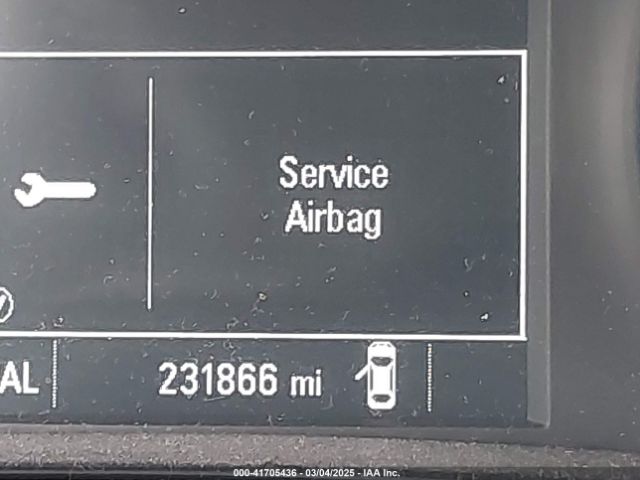 Service
Airbag
AL
231866 mi
000-41705436 - 03/04/2025 - IAA Inc.